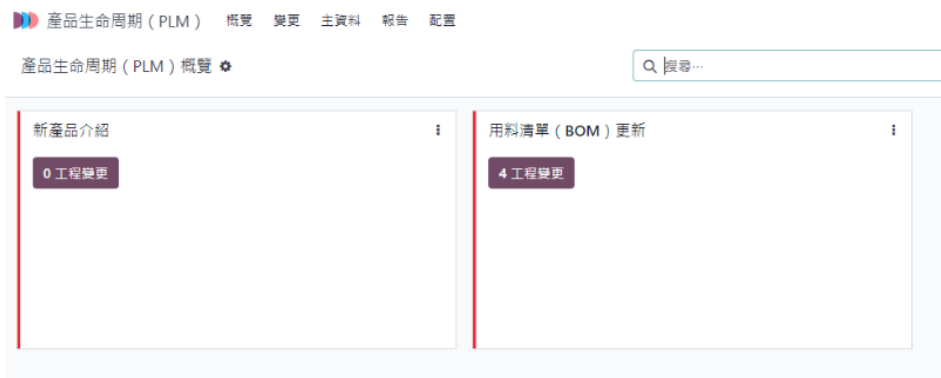 產品生命周期（PLM） 概覽 變更 主資料 報告 配置
產品生命周期（PLM）概覽
搜尋…
新產品介紹
0 工程變更
用料清單（BOM）更新
4 工程變更